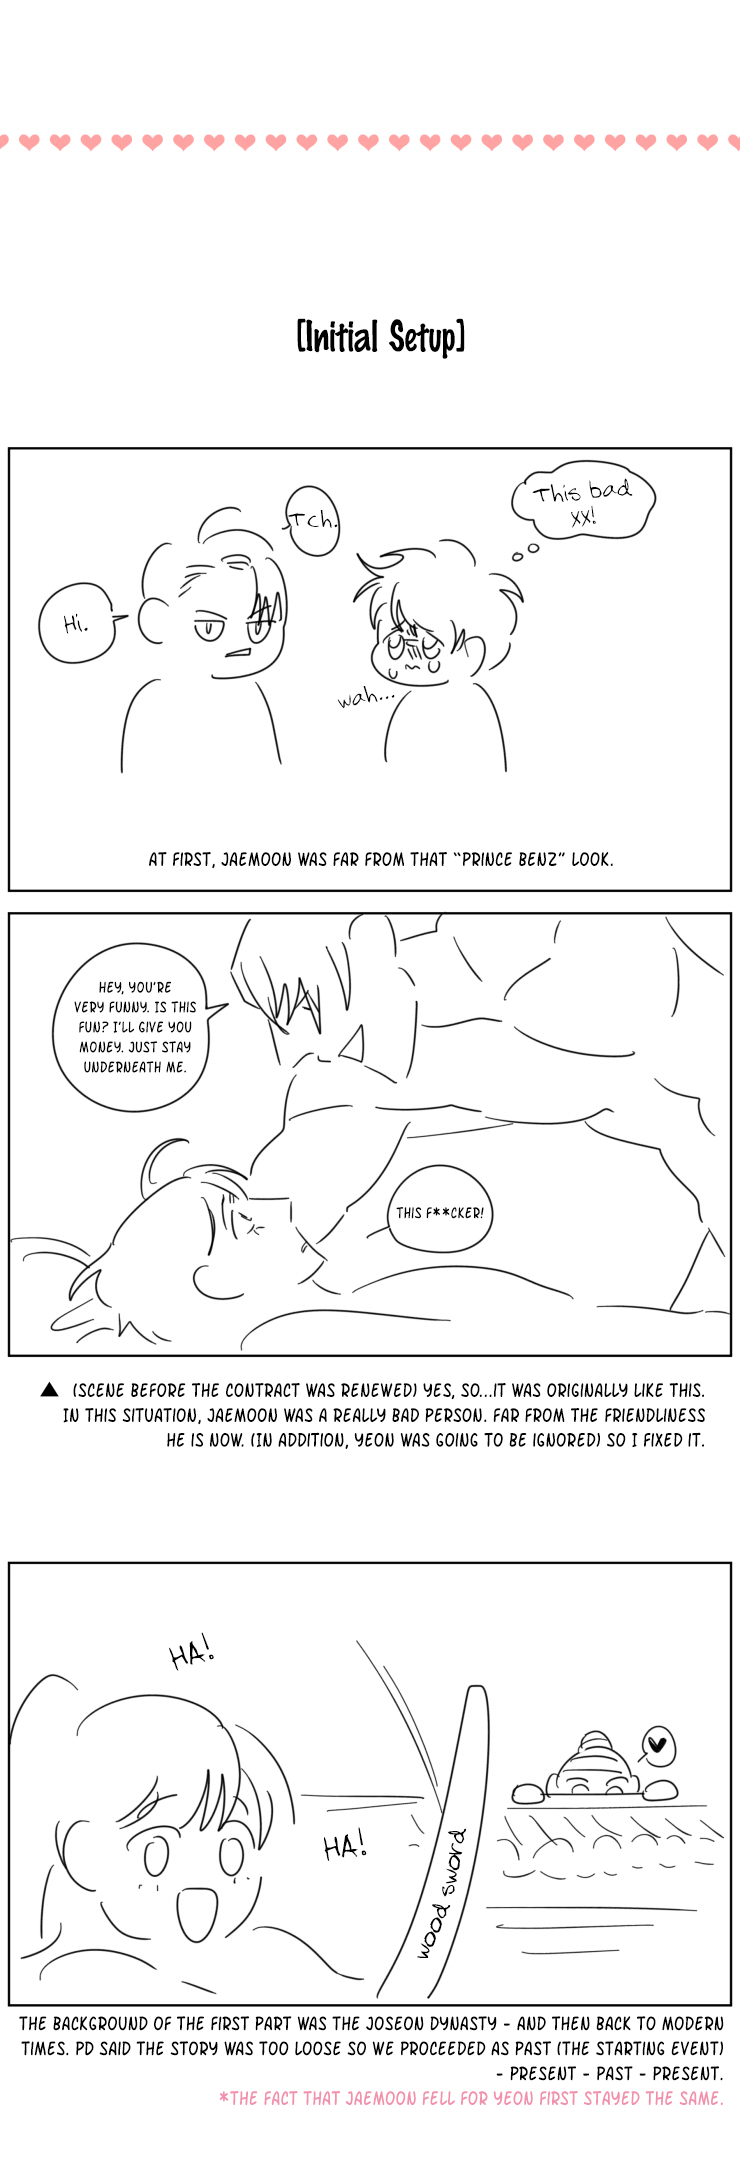 [Initial Setup]
This bad
xx!
Tch.
Hi.
wah...
AT FIRST, JAEMOON WAS FAR FROM THAT "PRINCE BENZ" LOOK.
HEY, YOU'RE
VERY FUNNY. IS THIS
FUN? I'LL GIVE YOU
MONEY. JUST STAY
UNDERNEATH ME.
THIS F**CKER!
▲ (SCENE BEFORE THE CONTRACT WAS RENEWED) YES, SO...IT WAS ORIGINALLY LIKE THIS.
IN THIS SITUATION, JAEMOON WAS A REALLY BAD PERSON. FAR FROM THE FRIENDLINESS
HE IS NOW. (IN ADDITION, YEON WAS GOING TO BE IGNORED) SO I FIXED IT.
HA!
HA!
wood sword
THE BACKGROUND OF THE FIRST PART WAS THE JOSEON DYNASTY - AND THEN BACK TO MODERN
TIMES. PD SAID THE STORY WAS TOO LOOSE SO WE PROCEEDED AS PAST (THE STARTING EVENT)
- PRESENT - PAST - PRESENT.
*THE FACT THAT JAEMOON FELL FOR YEON FIRST STAYED THE SAME.